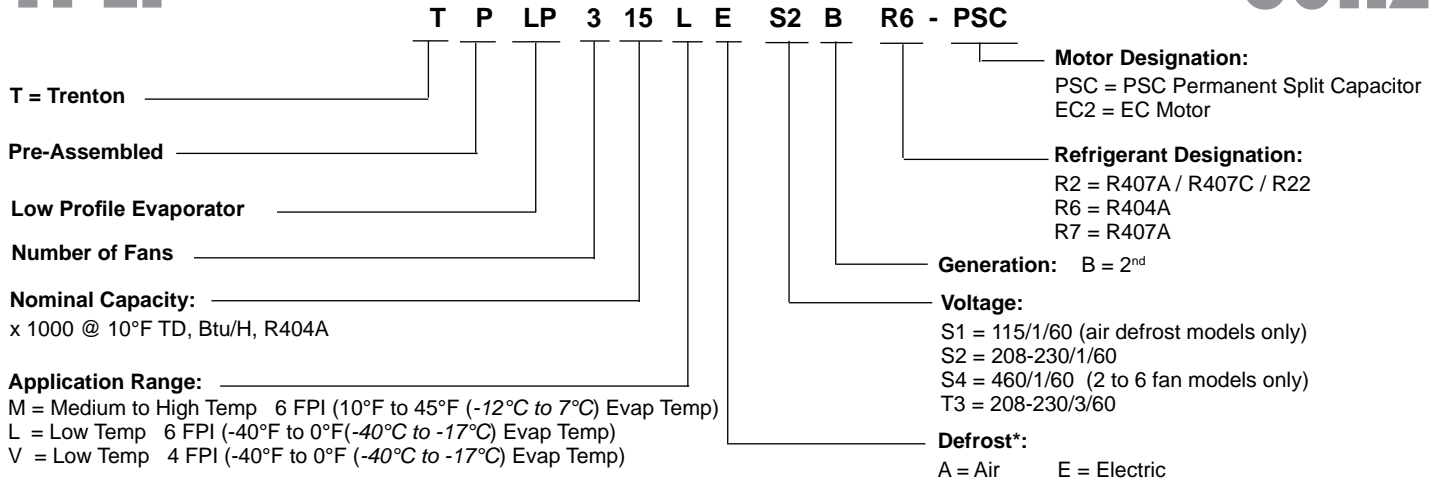 T P LP 3 15 L E S2 B R6 - PSC
T = Trenton
Pre-Assembled
Low Profile Evaporator
Number of Fans
Nominal Capacity:
x 1000 @ 10°F TD, Btu/H, R404A
Application Range:
M = Medium to High Temp 6 FPI (10°F to 45°F (-12°C to 7°C) Evap Temp)
L = Low Temp 6 FPI (-40°F to 0°F(-40°C to -17°C) Evap Temp)
V = Low Temp 4 FPI (-40°F to 0°F (-40°C to -17°C) Evap Temp)
Motor Designation:
PSC = PSC Permanent Split Capacitor
EC2 = EC Motor
Refrigerant Designation:
R2 = R407A / R407C / R22
R6 = R404A
R7 = R407A
Generation: B = 2nd
Voltage:
S1 = 115/1/60 (air defrost models only)
S2 = 208-230/1/60
S4 = 460/1/60 (2 to 6 fan models only)
T3 = 208-230/3/60
Defrost*:
A = Air E = Electric